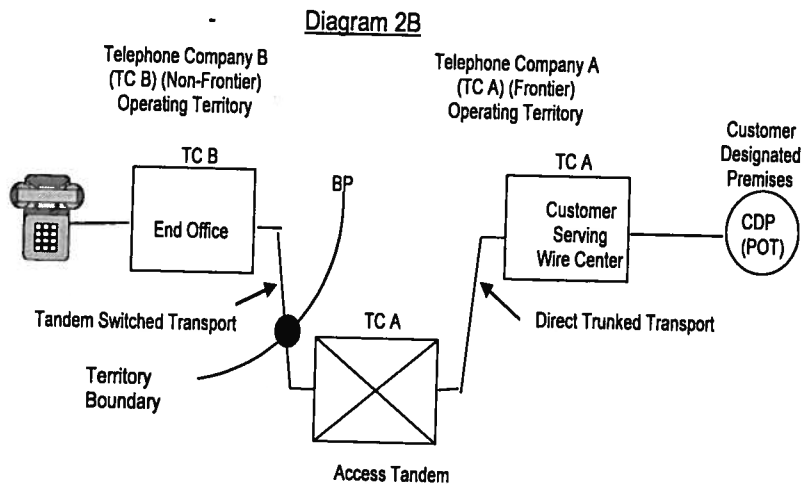 Diagram 2B
Telephone Company B
(TC B) (Non-Frontier)
Operating Territory
Telephone Company A
(TC A) (Frontier)
Operating Territory
Customer
Designated
Premises
TC B
BP
TC A
End Office
Customer
Serving
Wire Center
CDP
(POT)
Tandem Switched Transport
TC A
Direct Trunked Transport
Territory
Boundary
Access Tandem